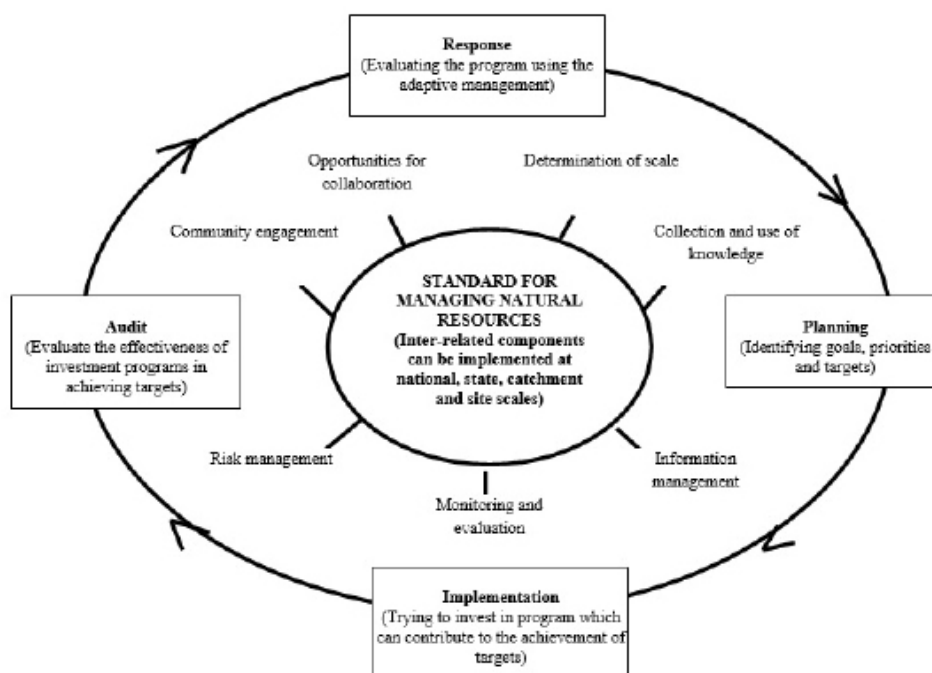 Response
(Evaluating the program using the
adaptive management)
Opportunities for
collaboration
Determination of scale
Community engagement
Collection and use of
knowledge
STANDARD FOR
MANAGING NATURAL
RESOURCES
(Inter-related components
can be implemented at
national, state, catchment
and site scales)
Audit
(Evaluate the effectiveness of
investment programs in
achieving targets)
Planning
(Identifying goals, priorities
and targets)
Risk management
Information
management
Monitoring and
evaluation
Implementation
(Trying to invest in program which
can contribute to the achievement of
targets)